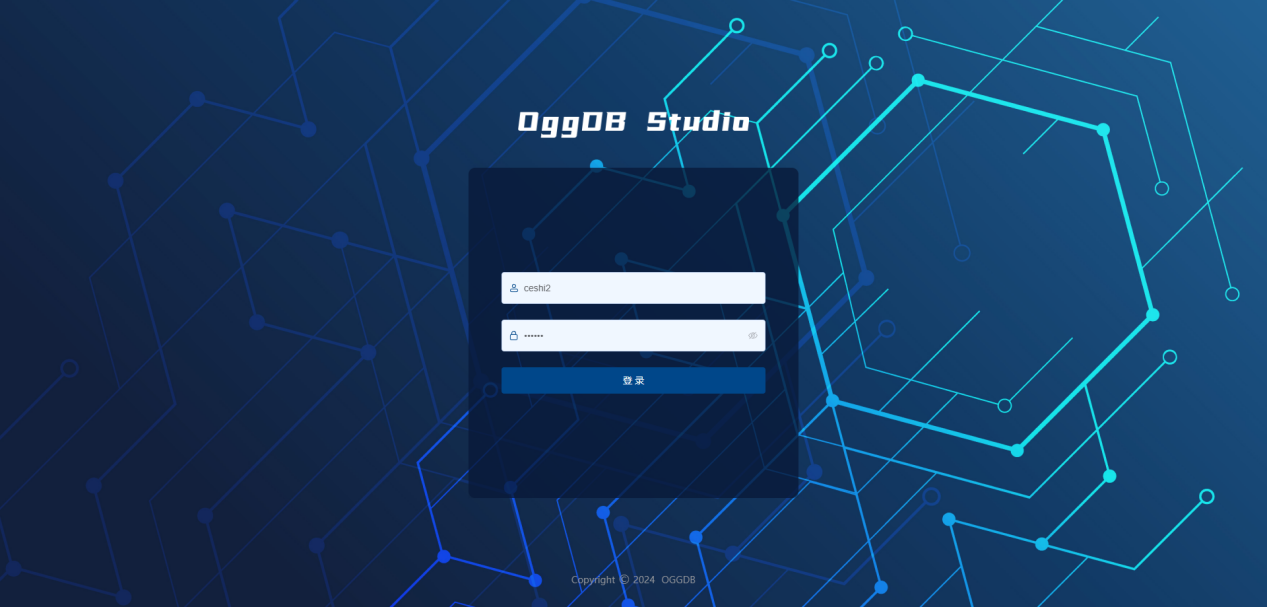 OggDB Studio
ceshi2
••••••
登 录
Copyright © 2024 OGGDB